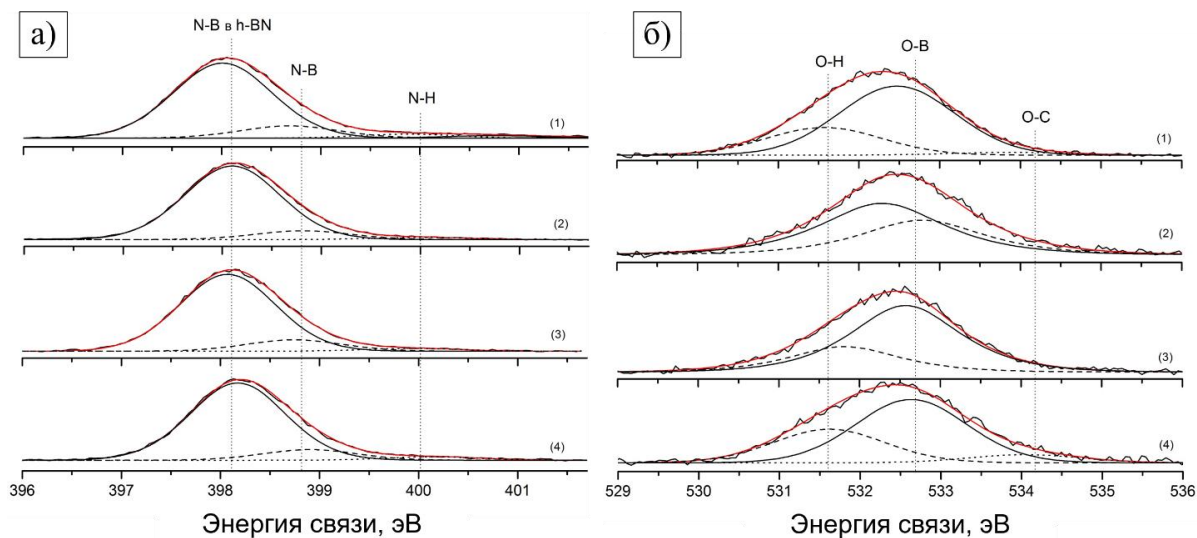 а)
N-B в h-BN
N-B
N-H
(1)
(2)
(3)
(4)
396 397 398 399 400 401
Энергия связи, эВ
б)
O-H
O-B
O-C
(1)
(2)
(3)
(4)
529 530 531 532 533 534 535 536
Энергия связи, эВ